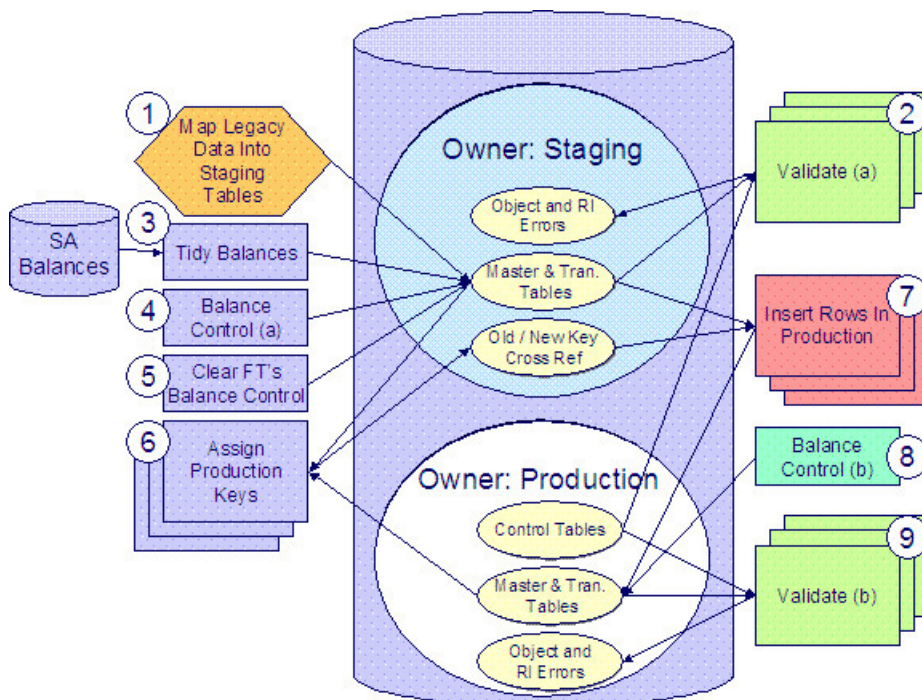 1
Map Legacy
Data Into
Staging
Tables
SA
Balances
3
Tidy Balances
4
Balance
Control (a)
5
Clear FT's
Balance Control
6
Assign
Production
Keys
Owner: Staging
Object and RI
Errors
Master & Tran.
Tables
Old / New Key
Cross Ref
Owner: Production
Control Tables
Master & Tran.
Tables
Object and
RI Errors
2
Validate (a)
7
Insert Rows In
Production
Balance
Control (b)
8
9
Validate (b)